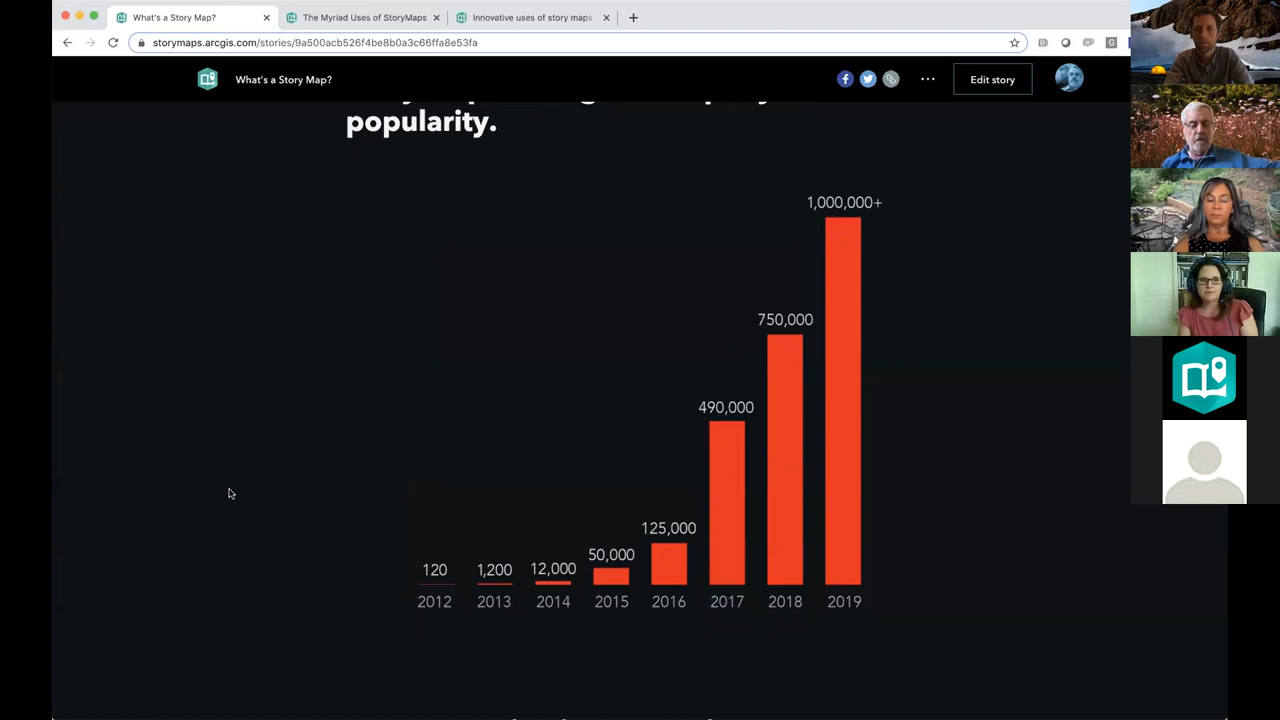 What's a Story Map?
The Myriad Uses of StoryMaps
Innovative uses of story maps
storymaps.arcgis.com/stories/9a500acb526f4be8b0a3c66ffa8e53fa
What's a Story Map?
Edit story
popularity.
1,000,000+
750,000
490,000
125,000
50,000
12,000
1,200
120
2012 2013 2014 2015 2016 2017 2018 2019